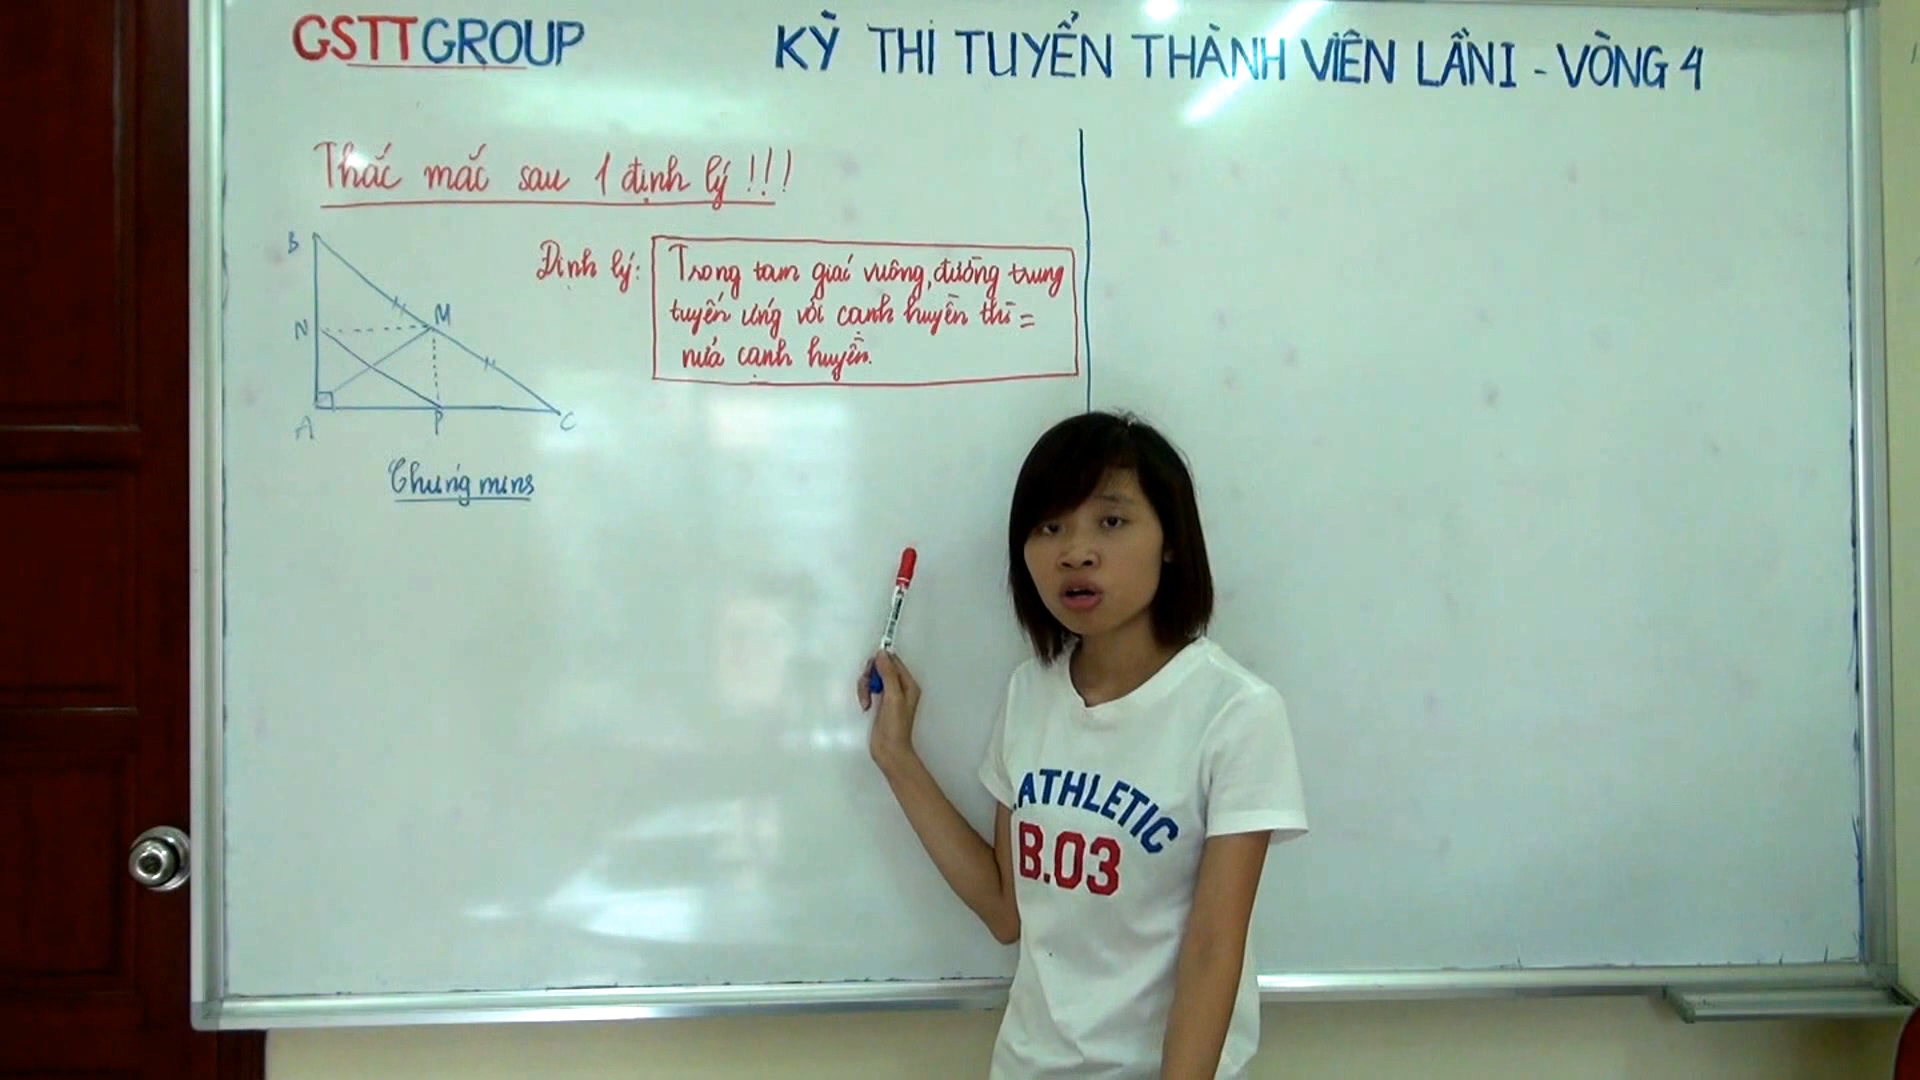 GSTTGROUP
KỲ THI TUYỂN THÀNH VIÊN LẦN I - VÒNG 4
Thắc mắc sau 1 định lý!!!
Định lý:
Trong tam giác vuông, đường trung
tuyến ứng với cạnh huyền thì =
nửa cạnh huyền.
B
N
M
A
P
C
Chứng minh
ATHLETIC
B.03